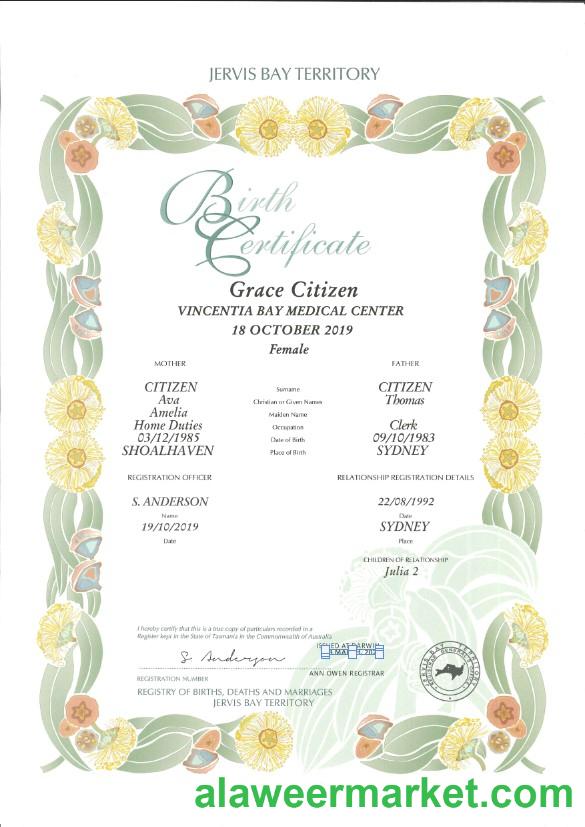 JERVIS BAY TERRITORY
Birth
Certificate
Grace Citizen
VINCENTIA BAY MEDICAL CENTER
18 OCTOBER 2019
Female
MOTHER FATHER
CITIZEN Surname CITIZEN
Ava Christian or Given Names Thomas
Amelia Maiden Name
Home Duties Occupation Clerk
03/12/1985 Date of Birth 09/10/1983
SHOALHAVEN Place of Birth SYDNEY
REGISTRATION OFFICER RELATIONSHIP REGISTRATION DETAILS
S. ANDERSON 22/08/1992
Name Date
19/10/2019 SYDNEY
Date Place
CHILDREN OF RELATIONSHIP
Julia 2
I hereby certify that this is a true copy of particulars recorded in a
Register kept in the State of Tasmania in the Commonwealth of Australia
ISSUED AT DARWIN
S. Anderson
ANN OWEN REGISTRAR
REGISTRATION NUMBER
REGISTRY OF BIRTHS, DEATHS AND MARRIAGES
JERVIS BAY TERRITORY
JERVIS BAY TERRITORY
alaweermarket.com